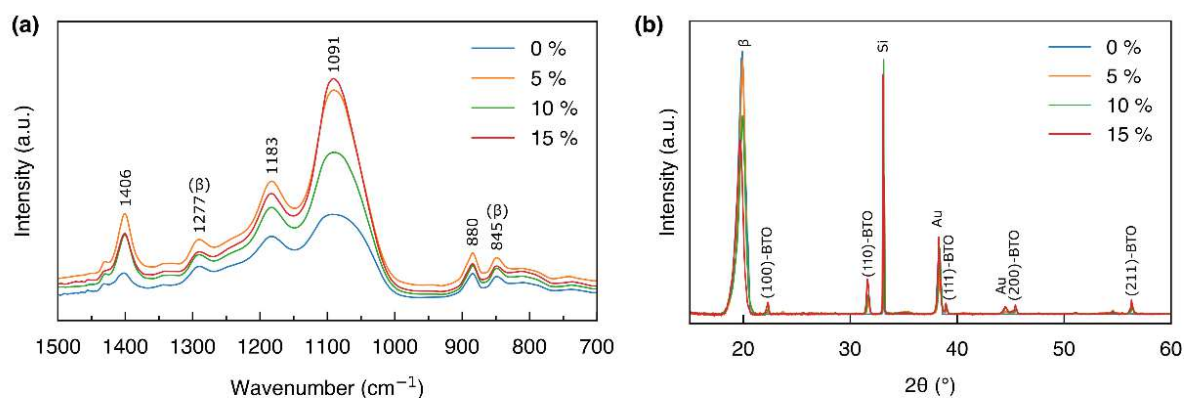 (a)
Intensity (a.u.)
1406
1277(β)
1183
1091
880
845(β)
0 %
5 %
10 %
15 %
1500 1400 1300 1200 1100 1000 900 800 700
Wavenumber (cm⁻¹)
(b)
Intensity (a.u.)
β
(100)-BTO
(110)-BTO
Si
Au
(111)-BTO
Au
(200)-BTO
(211)-BTO
0 %
5 %
10 %
15 %
20 30 40 50 60
2θ (°)